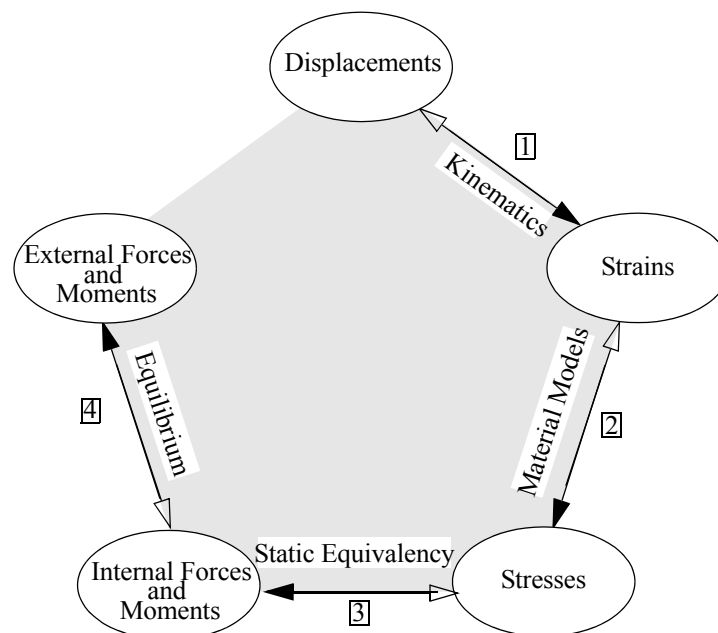 Displacements
1
Kinematics
External Forces
and
Moments
Strains
Equilibrium
4
Material Models
2
Static Equivalency
Internal Forces
and
Moments
Stresses
3